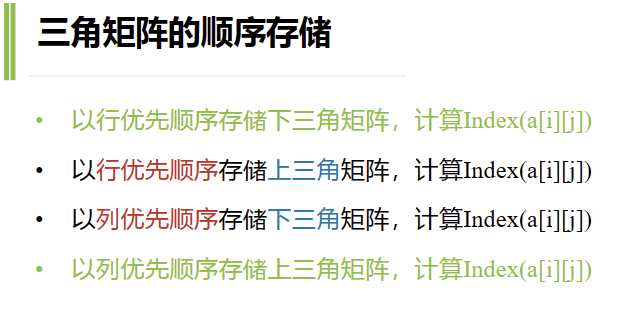 三角矩阵的顺序存储
• 以行优先顺序存储下三角矩阵，计算Index(a[i][j])
• 以行优先顺序存储上三角矩阵，计算Index(a[i][j])
• 以列优先顺序存储下三角矩阵，计算Index(a[i][j])
• 以列优先顺序存储上三角矩阵，计算Index(a[i][j])